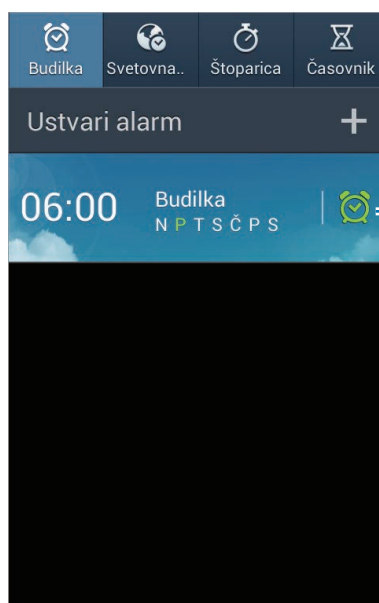 Budilka Svetovna.. Štoparica Časovnik
Ustvari alarm +
06:00 Budilka
N P T S Č P S